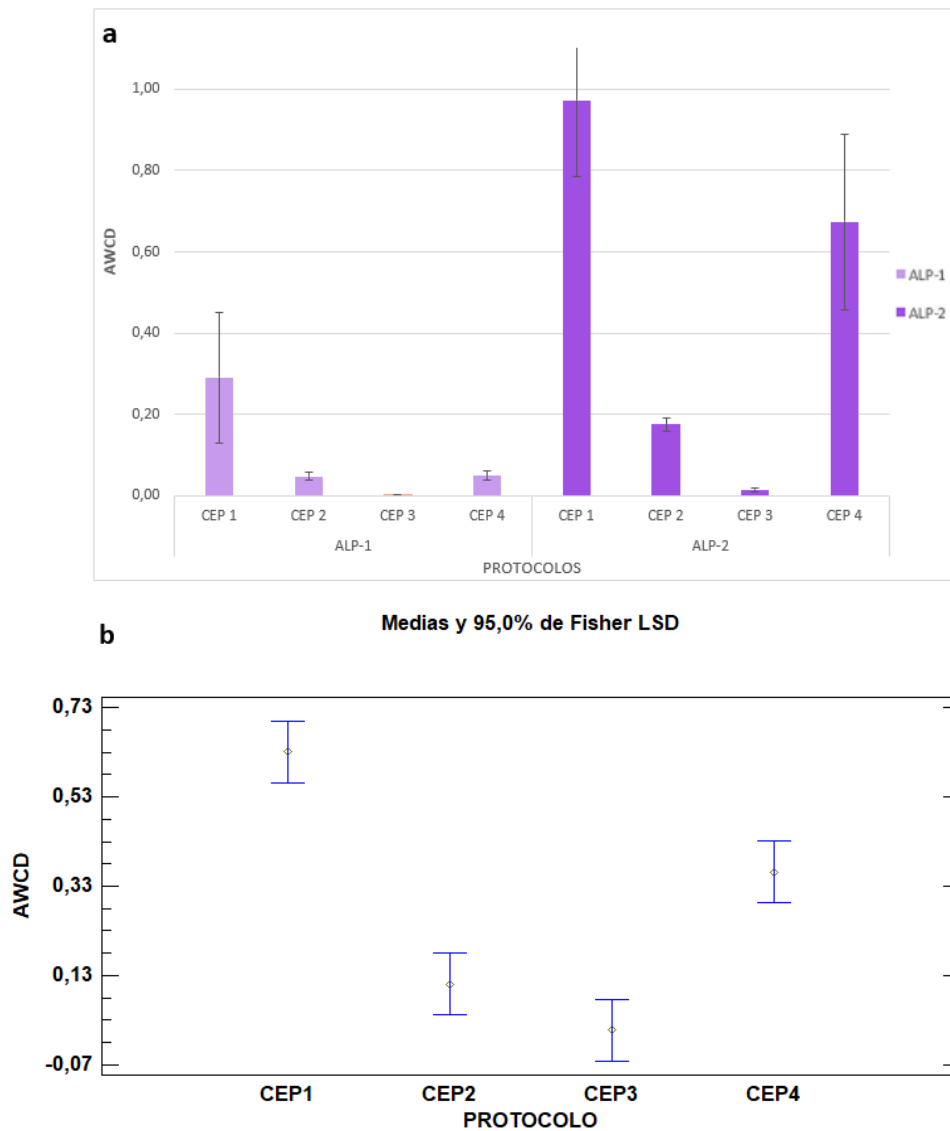 a
1,00
0,80
0,60
0,40
0,20
0,00
AWCD
CEP 1 CEP 2 CEP 3 CEP 4 CEP 1 CEP 2 CEP 3 CEP 4
ALP-1 ALP-2
PROTOCOLOS
ALP-1
ALP-2
b
Medias y 95,0% de Fisher LSD
0,73
0,53
0,33
0,13
-0,07
AWCD
CEP1 CEP2 CEP3 CEP4
PROTOCOLO